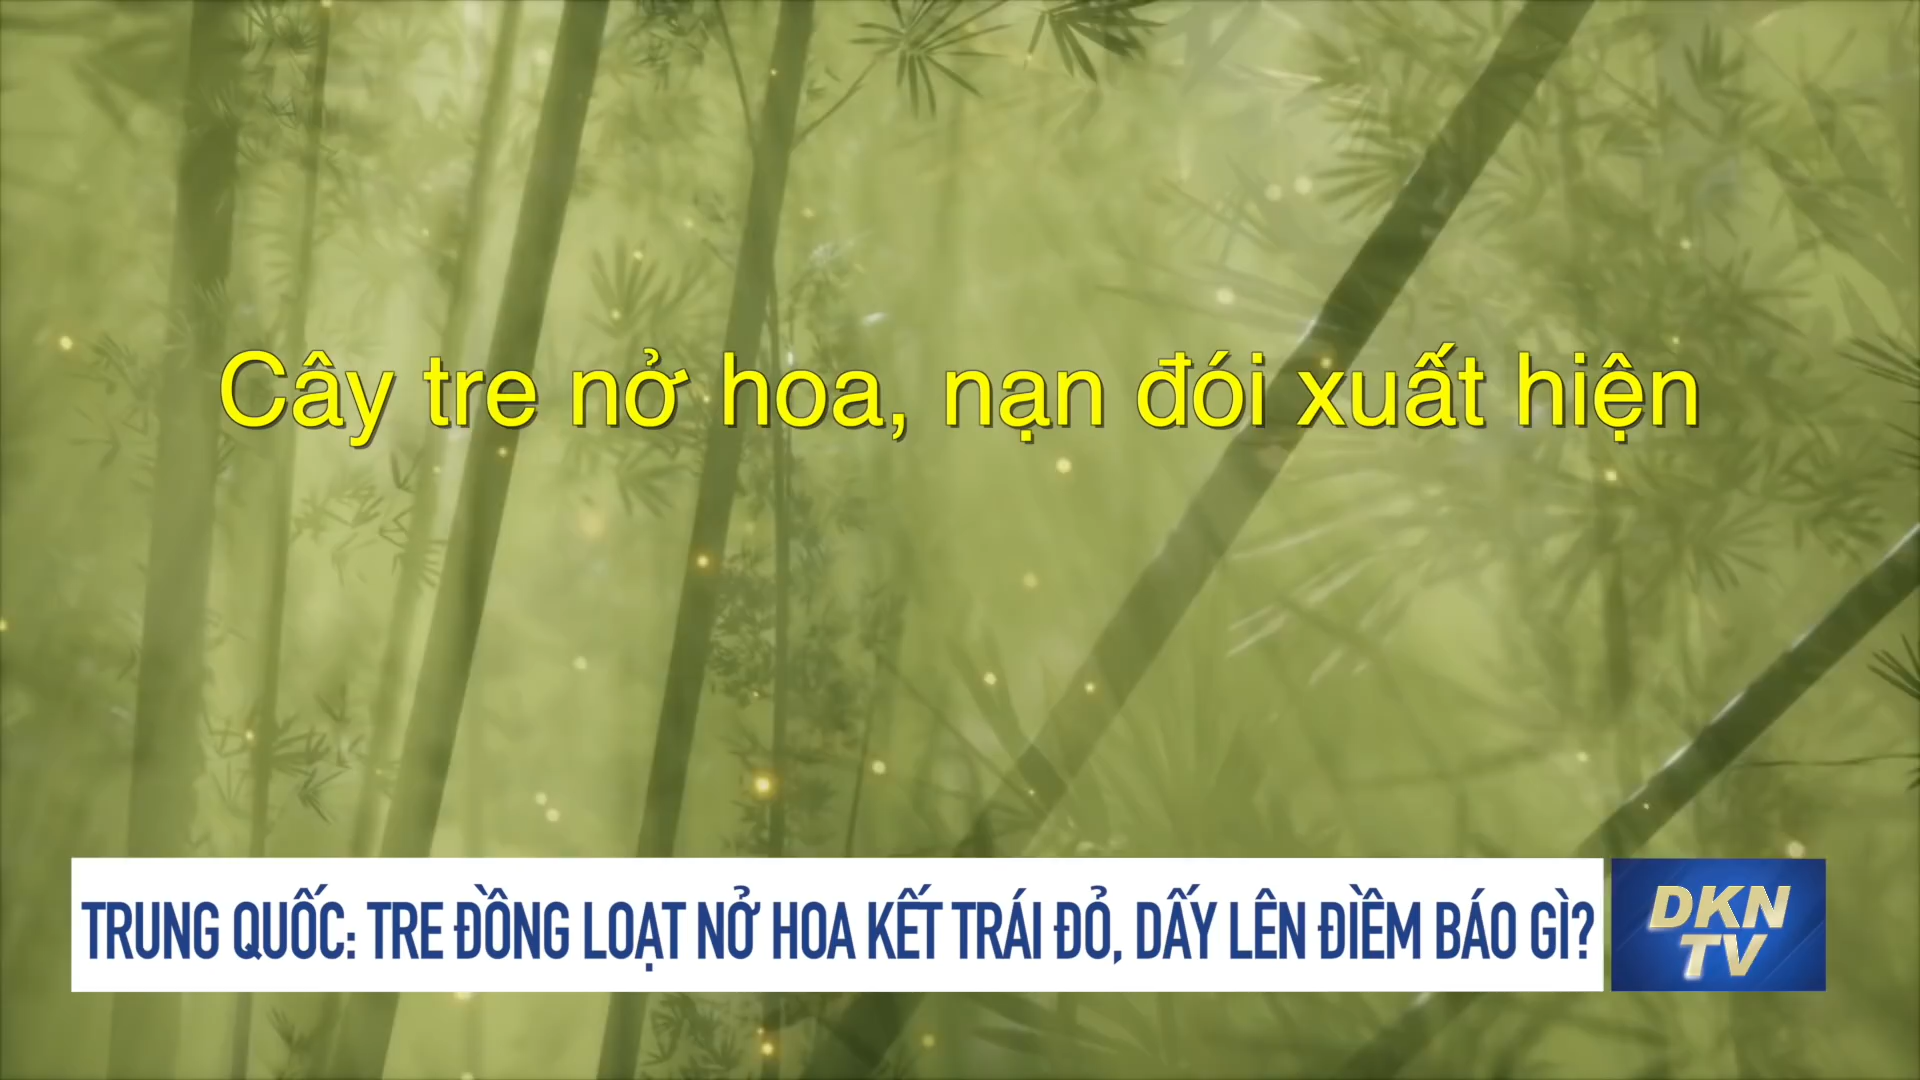 Cây tre nở hoa, nạn đói xuất hiện
TRUNG QUỐC: TRE ĐỒNG LOẠT NỞ HOA KẾT TRÁI ĐỎ, DẤY LÊN ĐIỀM BÁO GÌ?
DKN
TV